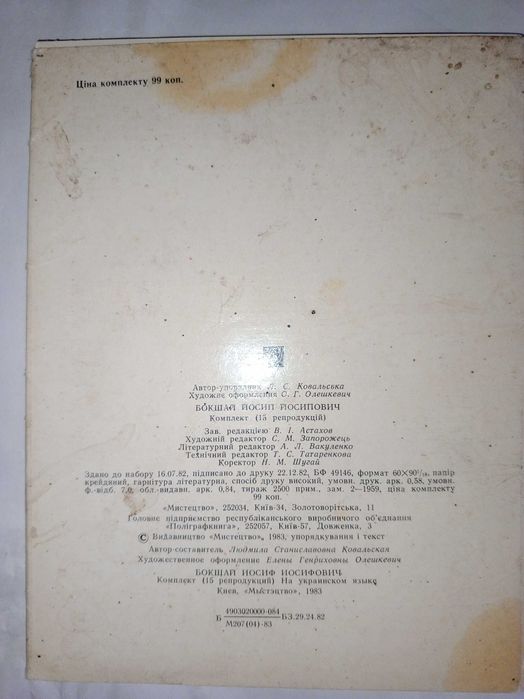 Ціна комплекту 99 коп.
Автор-упорядник Л. С. Ковальська
Художнє оформлення О. Г. Олешкевич
БОКШАЙ ЙОСИП ЙОСИПОВИЧ
Комплект (15 репродукцій)
Зав. редакцією В. І. Астахов
Художній редактор С. М. Запорожець
Літературний редактор А. Л. Вакуленко
Технічний редактор Т. С. Татаренкова
Коректор Н. М. Шугай
Здано до набору 16.07.82, підписано до друку 22.12.82, БФ 49146, формат 60×90¹/₁₆, папір
крейдяний, гарнітура літературна, спосіб друку високий, умовн. друк. арк. 0,58, умовн.
ф.-відб. 7,0, обл.-видавн. арк. 0,84, тираж 2500 прим., зам. 2—1959, ціна комплекту
99 коп.
«Мистецтво», 252034, Київ-34, Золотоворітська, 11
Головне підприємство республіканського виробничого об'єднання
«Поліграфкнига», 252057, Київ-57, Довженка, 3
© Видавництво «Мистецтво», 1983, упорядкування і текст
Автор-составитель Людмила Станиславовна Ковальская
Художественное оформление Елены Генриховны Олешкевич
БОКШАЙ ИОСИФ ИОСИФОВИЧ
Комплект (15 репродукций) На украинском языке
Киев, «Мыстэцтво», 1983
4903020000-084
Б БЗ.29.24.82
М207(04)-83